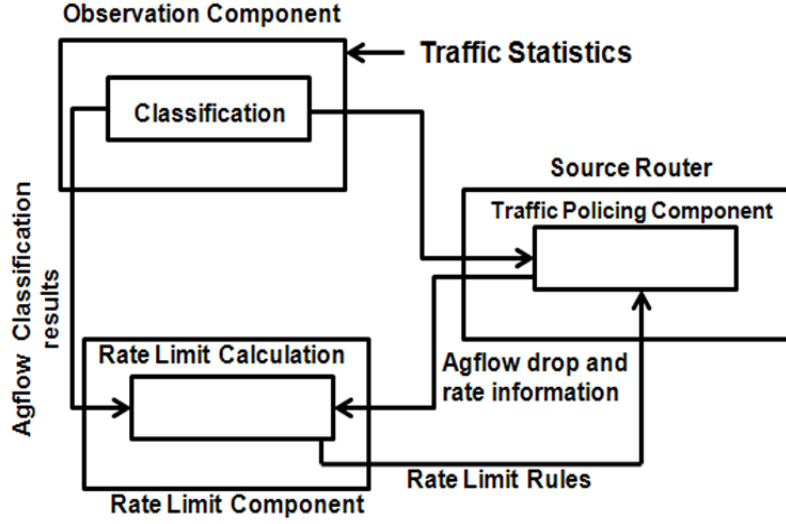 Observation Component
Traffic Statistics
Classification
Source Router
Traffic Policing Component
Agflow Classification
results
Rate Limit Calculation
Agflow drop and
rate information
Rate Limit Rules
Rate Limit Component